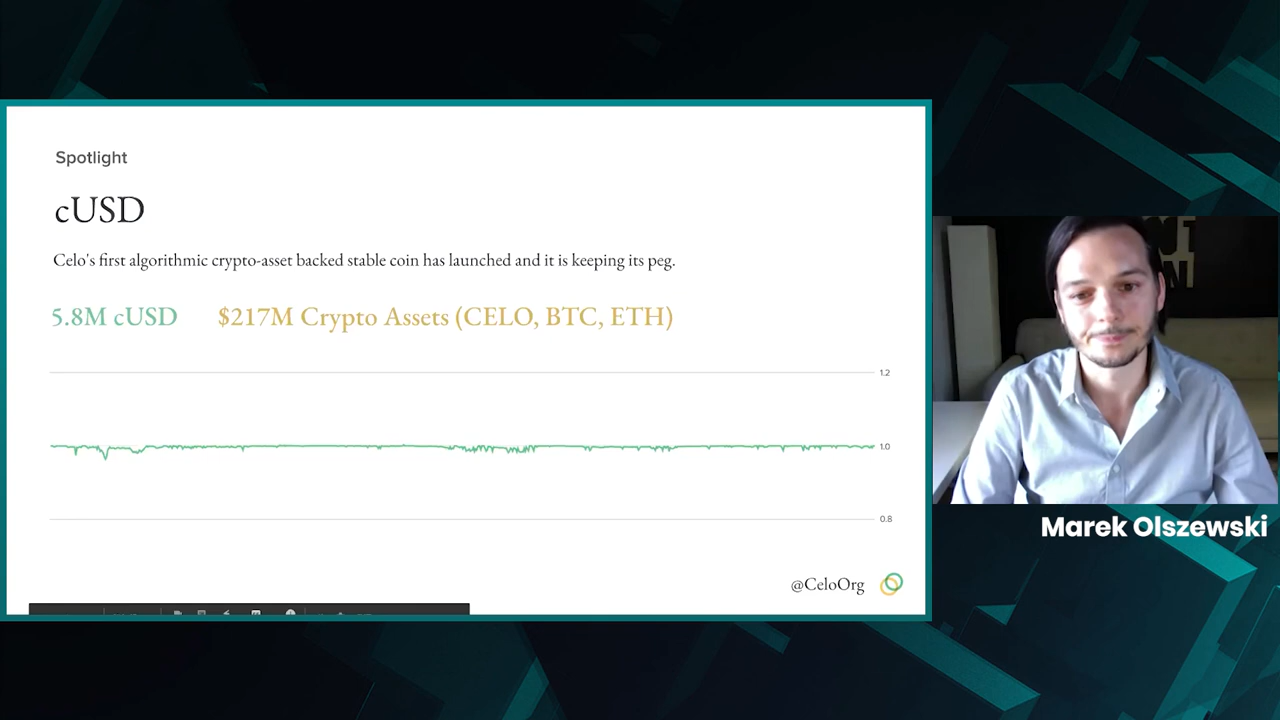 Spotlight
cUSD
Celo's first algorithmic crypto-asset backed stable coin has launched and it is keeping its peg.
5.8M cUSD $217M Crypto Assets (CELO, BTC, ETH)
1.2
1.0
0.8
@CeloOrg
Marek Olszewski